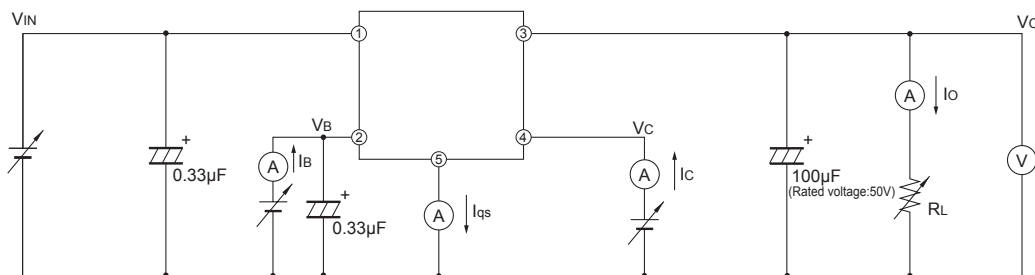 VIN
1
3
VO
A
IO
VB
2
4
VC
+
+
A
IB
5
A
IC
+
0.33µF
0.33µF
A
Iqs
100µF
(Rated voltage:50V)
RL
V